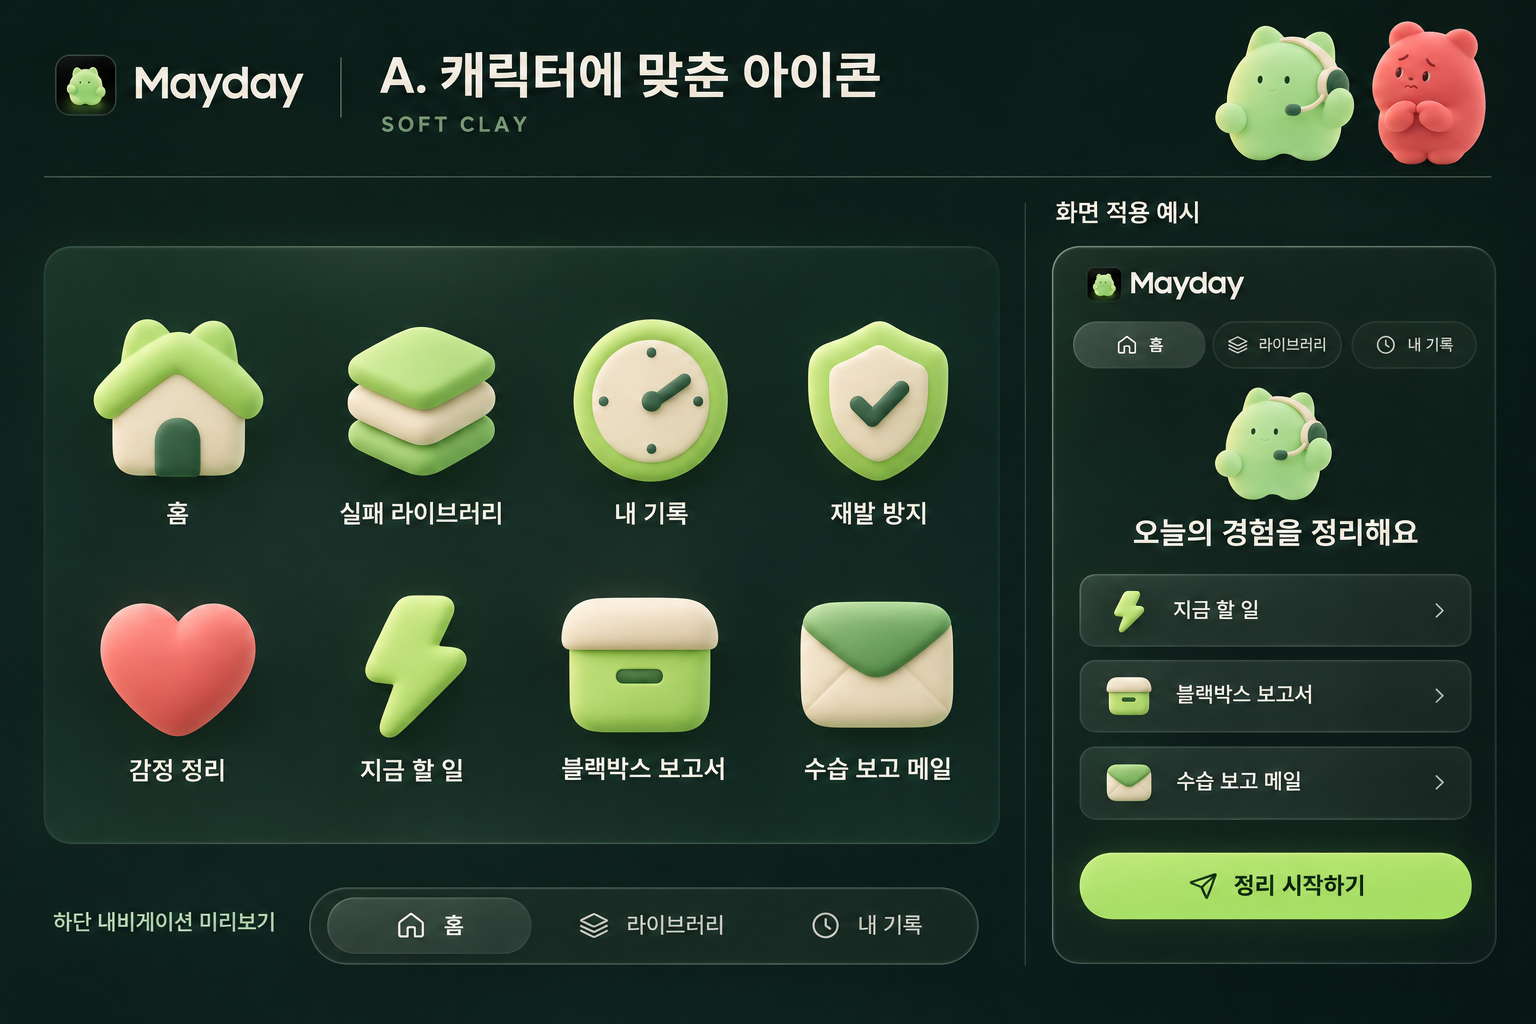 Mayday
A. 캐릭터에 맞춘 아이콘
SOFT CLAY
홈
실패 라이브러리
내 기록
재발 방지
감정 정리
지금 할 일
블랙박스 보고서
수습 보고 메일
하단 내비게이션 미리보기
홈
라이브러리
내 기록
화면 적용 예시
Mayday
홈
라이브러리
내 기록
오늘의 경험을 정리해요
지금 할 일
블랙박스 보고서
수습 보고 메일
정리 시작하기